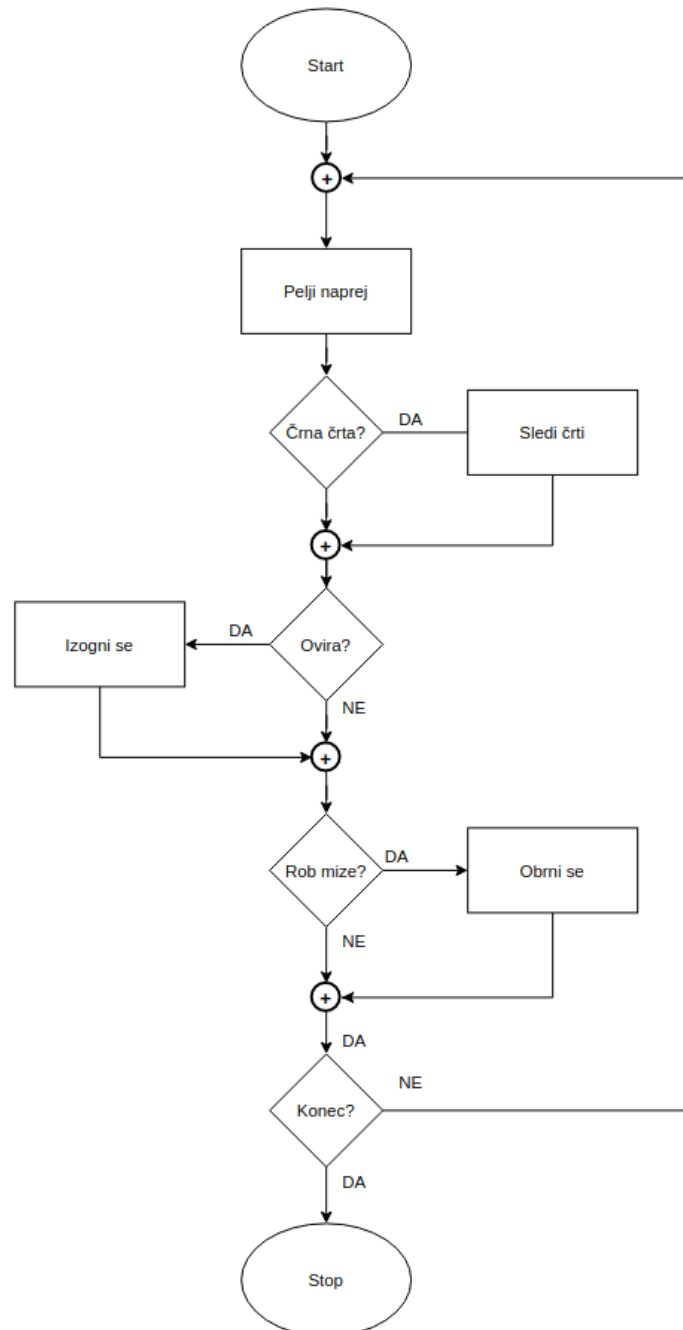 Start
+
Pelji naprej
Črna črta?
DA
Sledi črti
+
Izogni se
DA
Ovira?
NE
+
Rob mize?
DA
Obrni se
NE
+
DA
Konec?
NE
DA
Stop